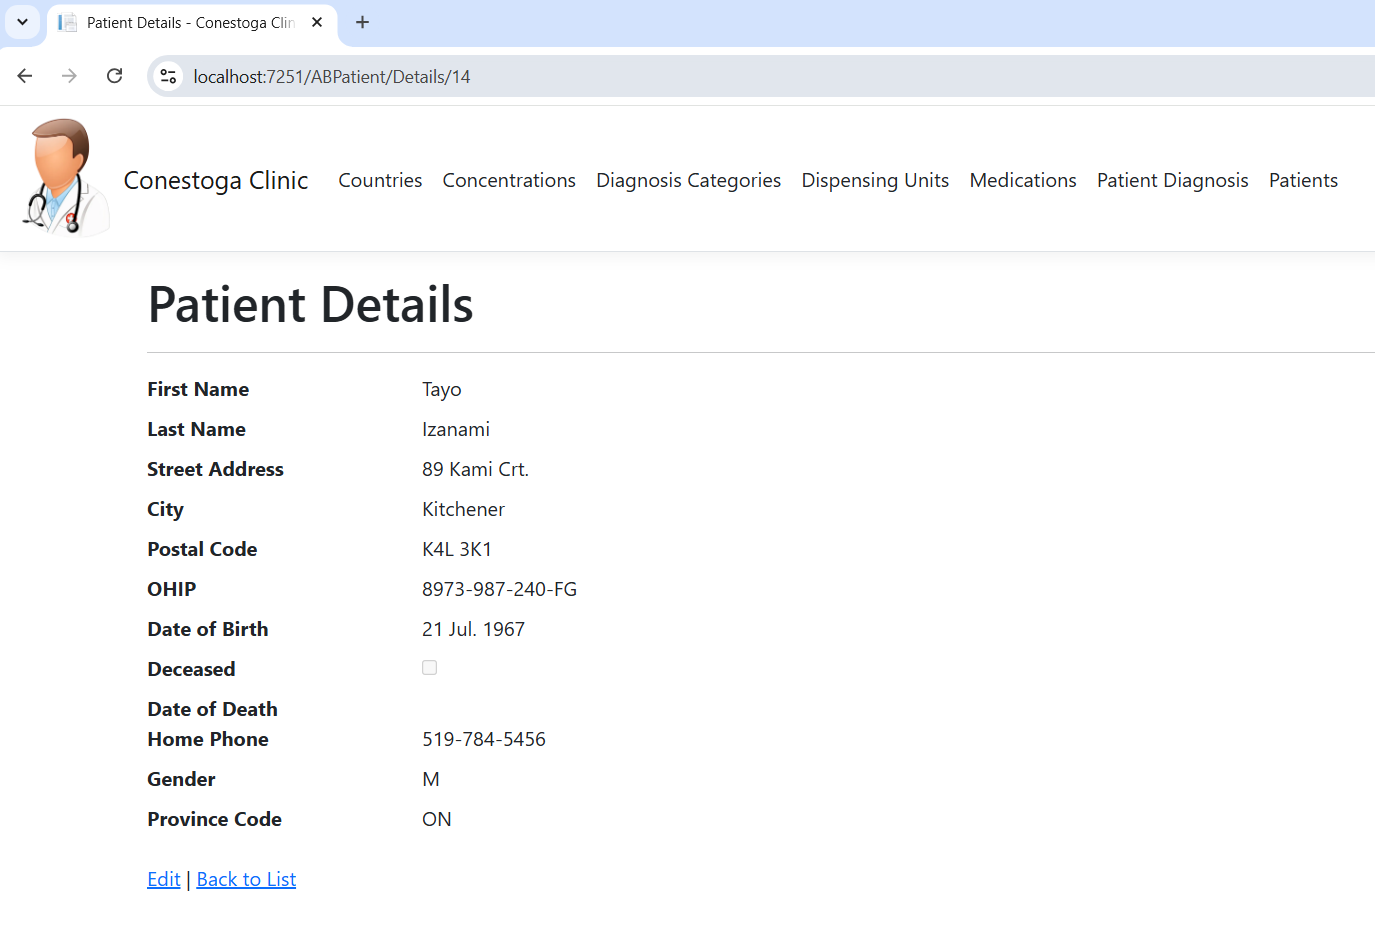 Patient Details - Conestoga Clin
localhost:7251/ABPatient/Details/14
Conestoga Clinic Countries Concentrations Diagnosis Categories Dispensing Units Medications Patient Diagnosis Patients
Patient Details
First Name Tayo
Last Name Izanami
Street Address 89 Kami Crt.
City Kitchener
Postal Code K4L 3K1
OHIP 8973-987-240-FG
Date of Birth 21 Jul. 1967
Deceased
Date of Death
Home Phone 519-784-5456
Gender M
Province Code ON
Edit | Back to List